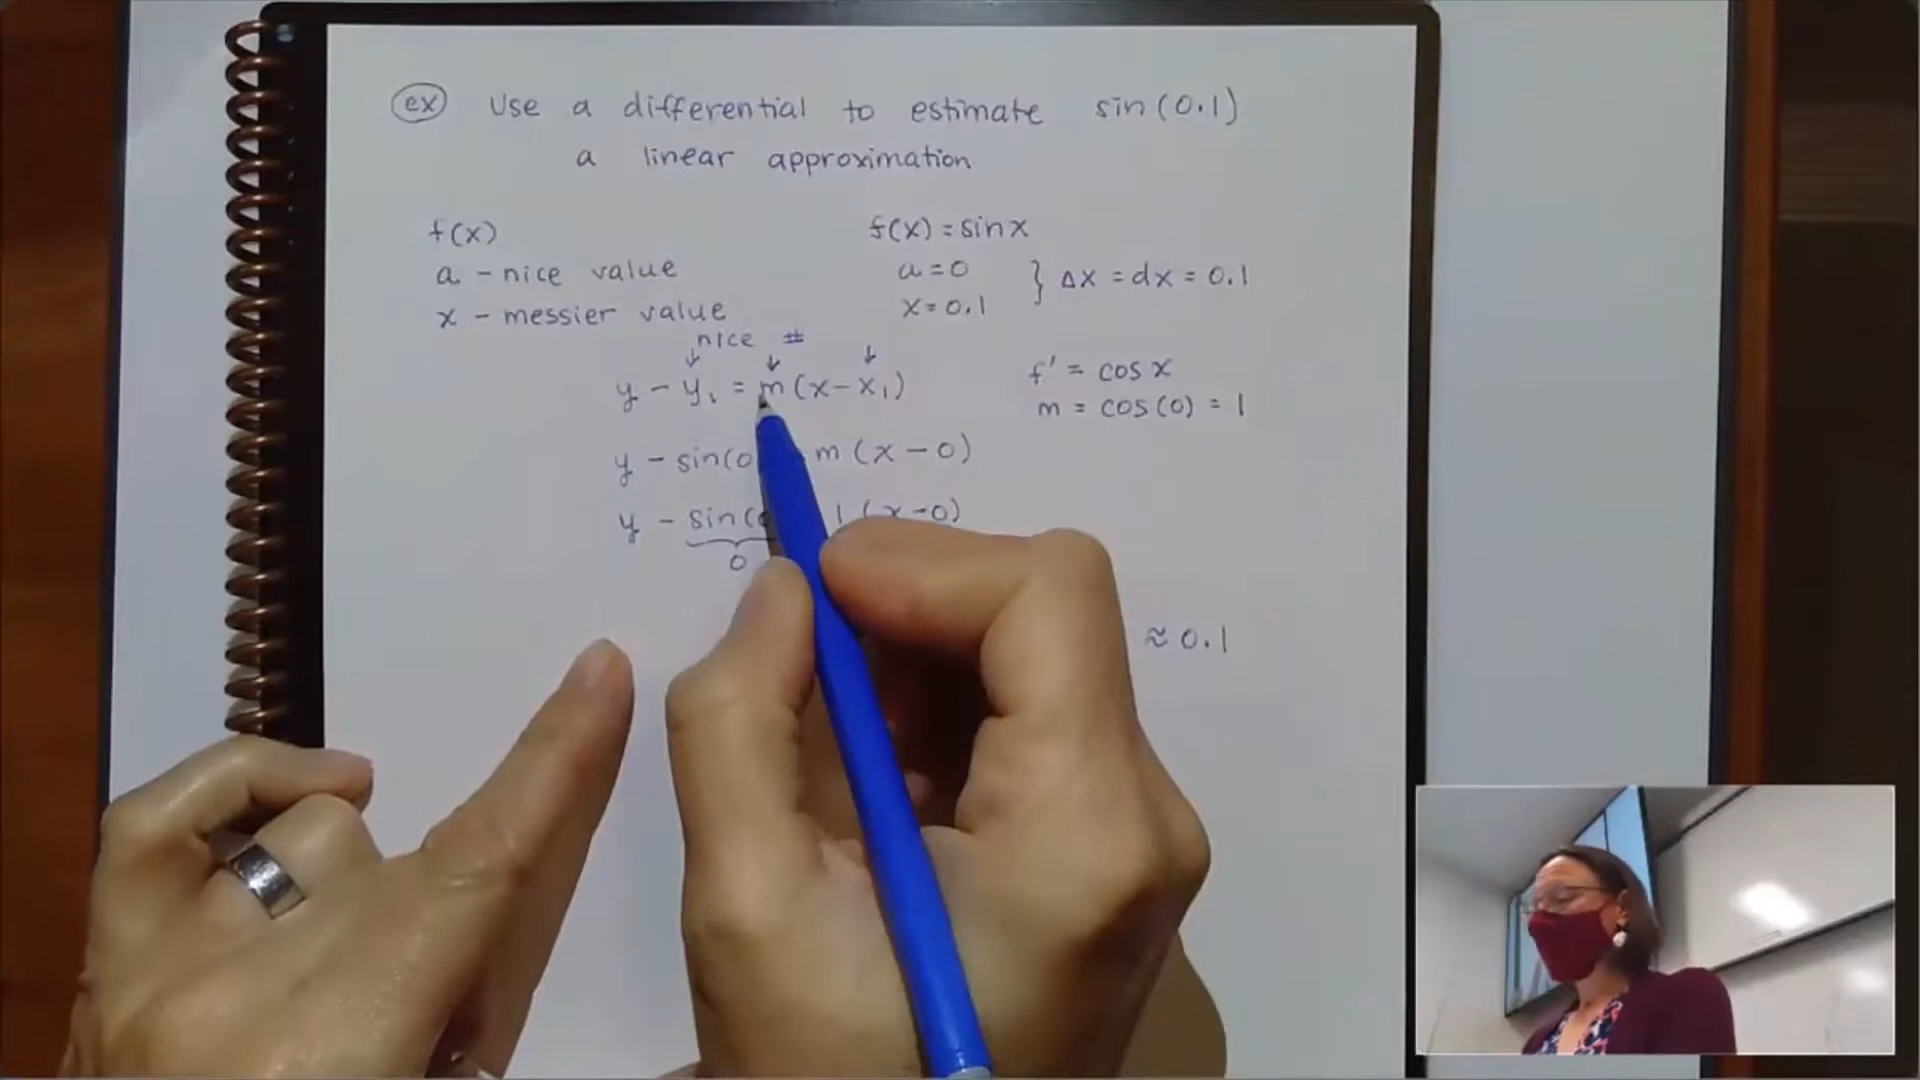 ex Use a differential to estimate sin(0.1)
a linear approximation
f(x)
a - nice value
x - messier value
f(x) = sin x
a = 0
x = 0.1
} Δx = dx = 0.1
nice #
↓ ↓ ↓
y - y₁ = m(x - x₁)
f' = cos x
m = cos(0) = 1
y - sin(0 m(x - 0)
y - sin( 1(x-0)
0
≈ 0.1